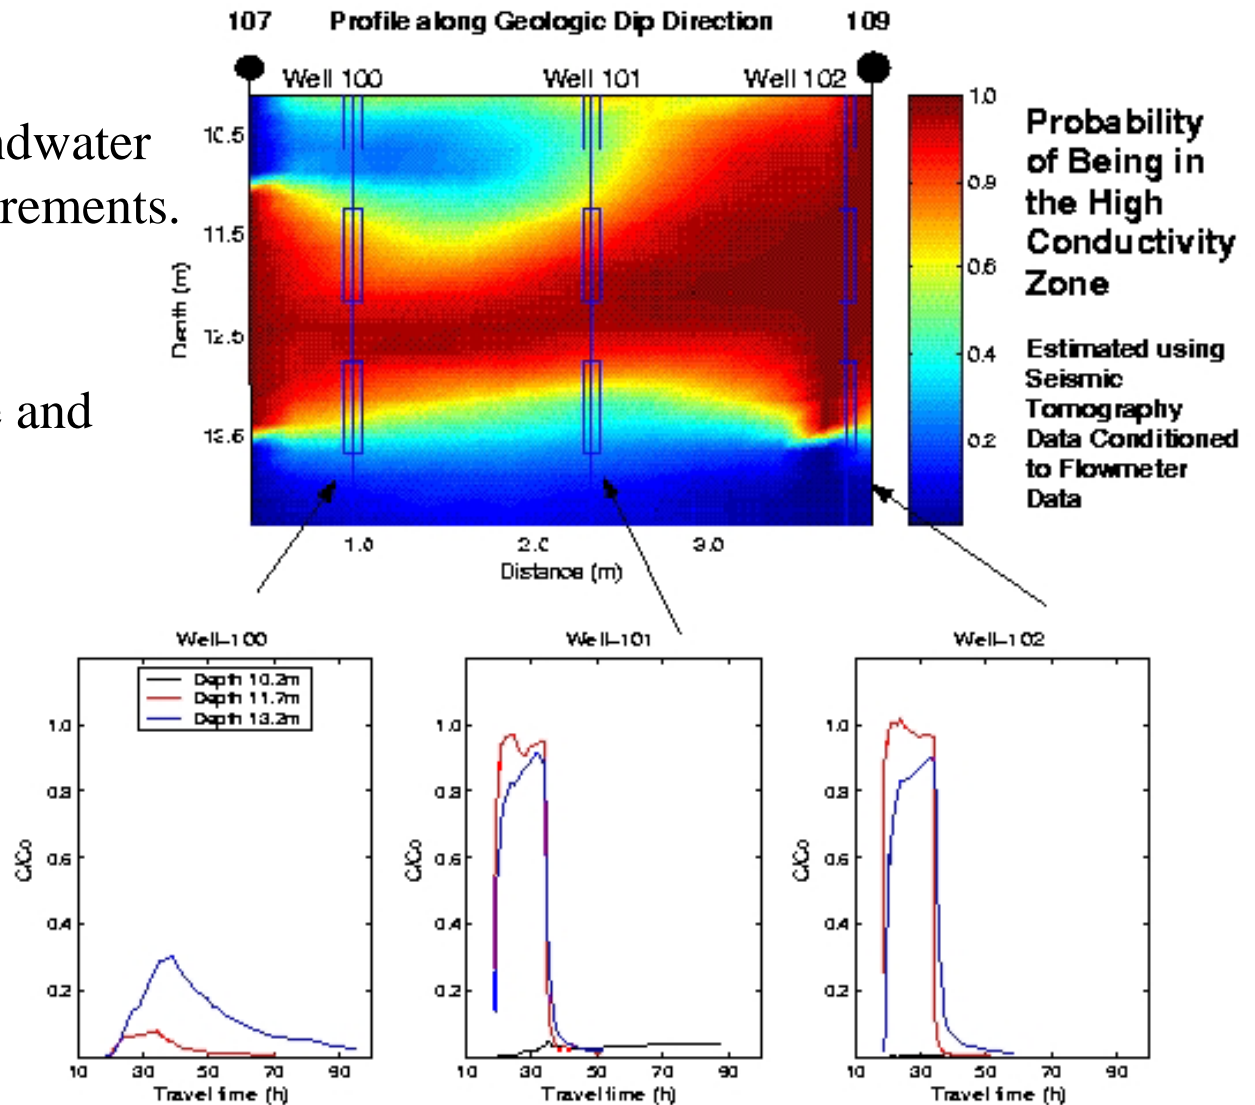 107 Profile along Geologic Dip Direction 109
Well 100 Well 101 Well 102
ndwater
rements.
and
Depth (m)
10.5
11.5
12.5
13.5
1.0 2.0 3.0
Distance (m)
1.0
0.9
0.6
0.4
0.2
Probability
of Being in
the High
Conductivity
Zone
Estimated using
Seismic
Tomography
Data Conditioned
to Flowmeter
Data
Well-100
Depth 10.2m
Depth 11.7m
Depth 13.2m
C/Co
1.0
0.8
0.6
0.4
0.2
10 30 50 70 90
Travel time (h)
Well-101
C/Co
1.0
0.8
0.6
0.4
0.2
10 30 50 70 90
Travel time (h)
Well-102
C/Co
1.0
0.8
0.6
0.4
0.2
10 30 50 70 90
Travel time (h)